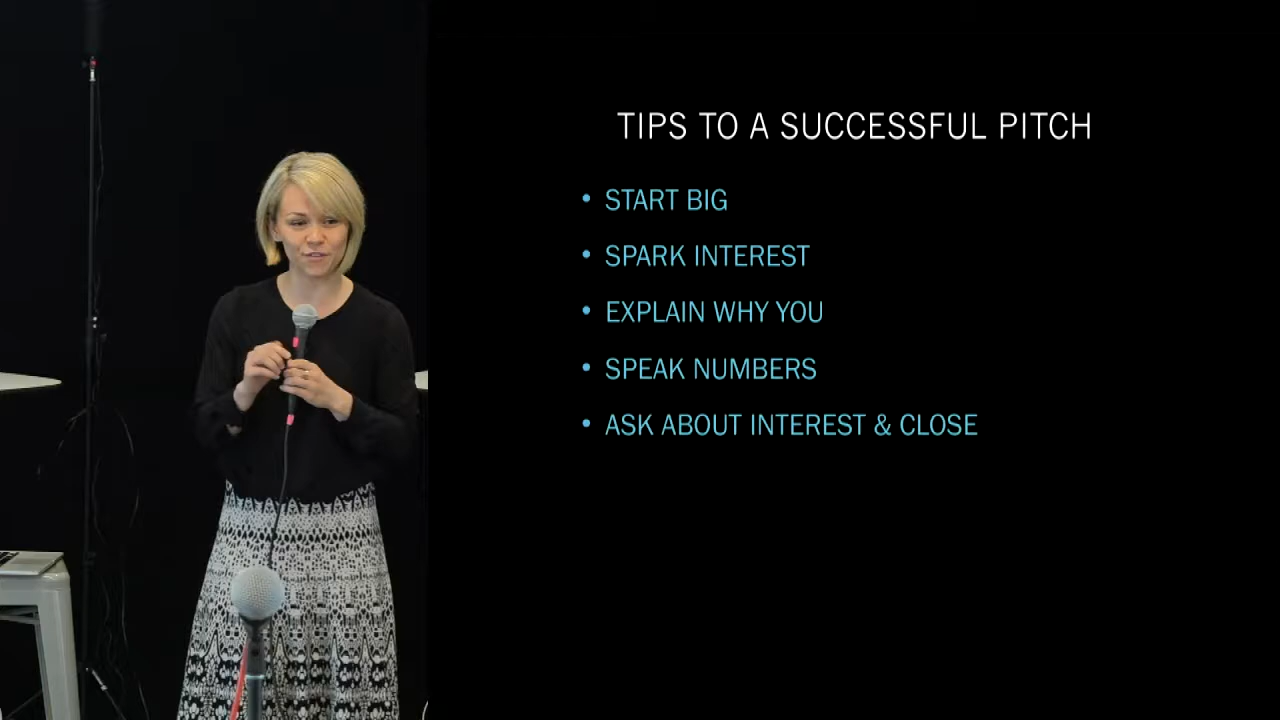 TIPS TO A SUCCESSFUL PITCH
• START BIG
• SPARK INTEREST
• EXPLAIN WHY YOU
• SPEAK NUMBERS
• ASK ABOUT INTEREST & CLOSE